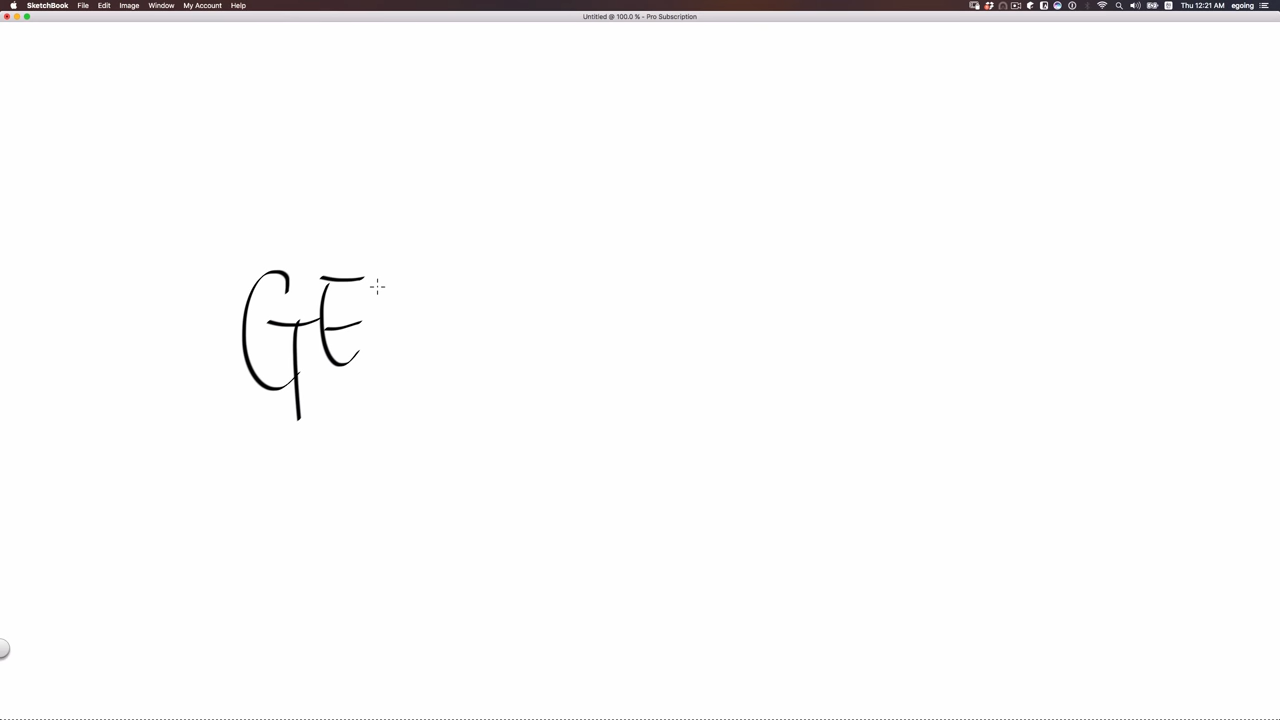 SketchBook File Edit Image Window My Account Help Thu 12:21 AM egoing
Untitled @ 100.0 % - Pro Subscription
GE